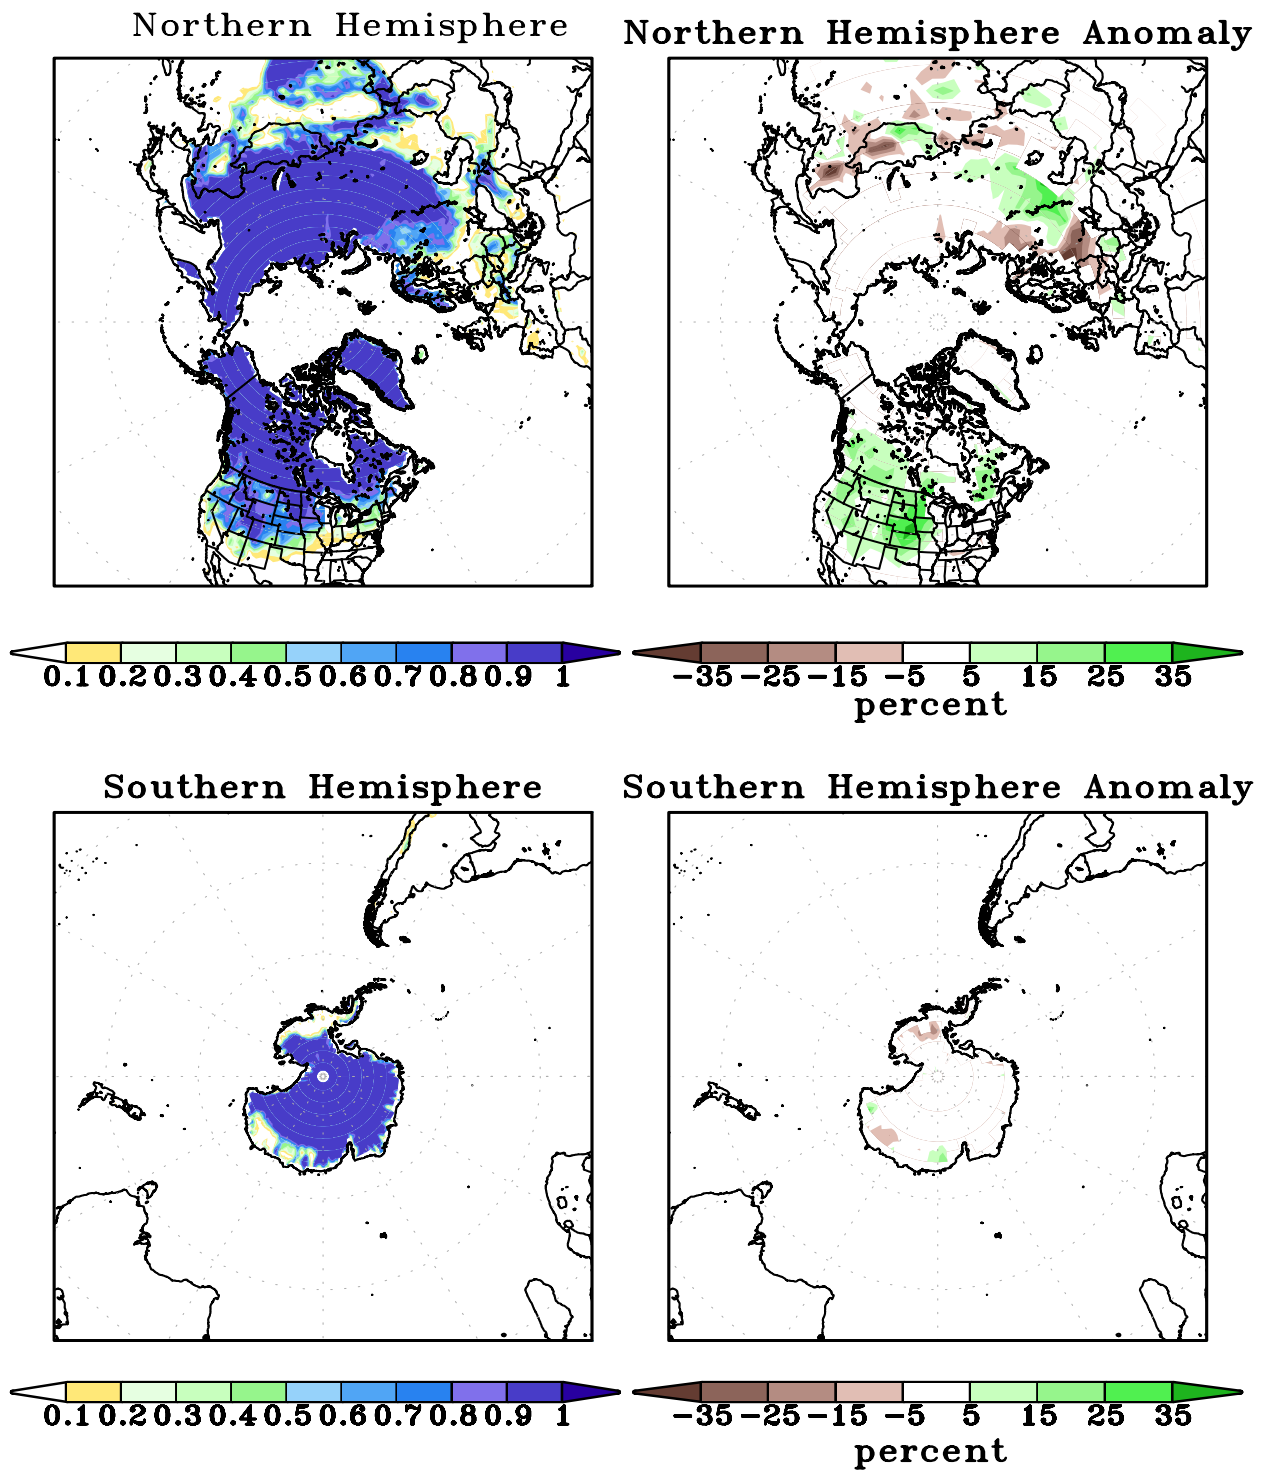 Northern Hemisphere
Northern Hemisphere Anomaly
0.1 0.2 0.3 0.4 0.5 0.6 0.7 0.8 0.9 1
-35 -25 -15 -5 5 15 25 35
percent
Southern Hemisphere
Southern Hemisphere Anomaly
0.1 0.2 0.3 0.4 0.5 0.6 0.7 0.8 0.9 1
-35 -25 -15 -5 5 15 25 35
percent